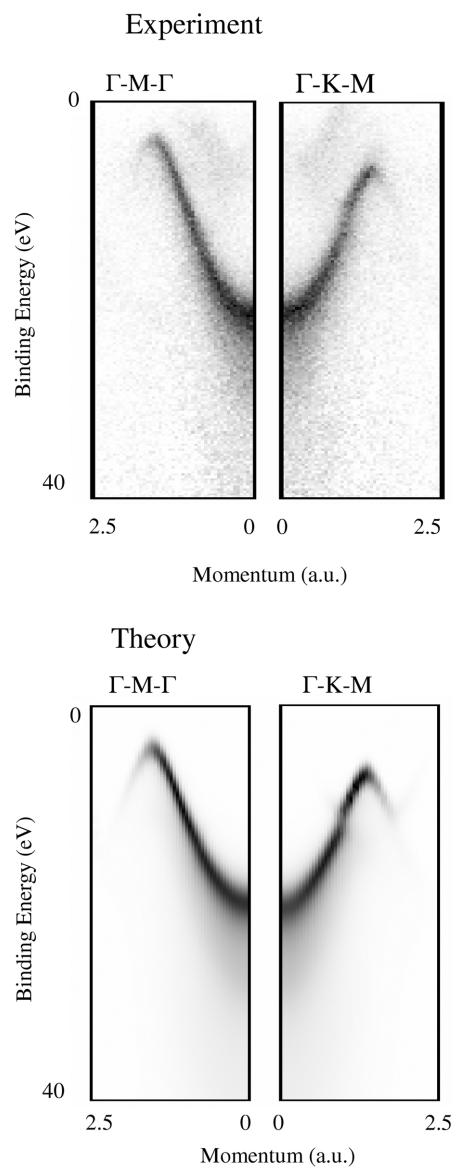 Experiment
Γ-M-Γ Γ-K-M
0
Binding Energy (eV)
40
2.5 0 0 2.5
Momentum (a.u.)
Theory
Γ-M-Γ Γ-K-M
0
Binding Energy (eV)
40
2.5 0 0 2.5
Momentum (a.u.)